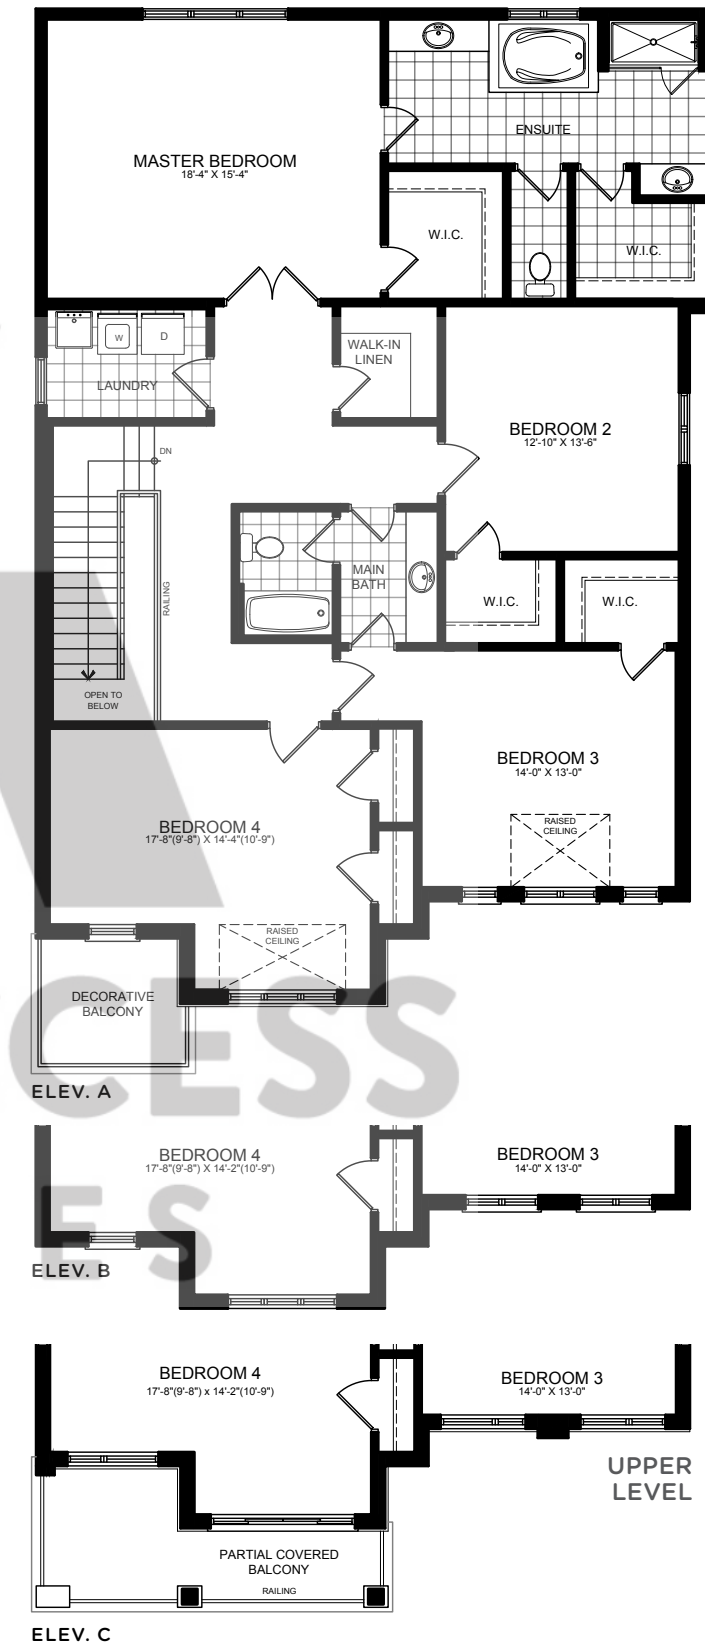 ENSUITE
MASTER BEDROOM
18'-4" X 15'-4"
W.I.C.
W.I.C.
W
D
LAUNDRY
WALK-IN
LINEN
BEDROOM 2
12'-10" X 13'-6"
DN
RAILING
MAIN
BATH
W.I.C.
W.I.C.
OPEN TO
BELOW
BEDROOM 3
14'-0" X 13'-0"
RAISED
CEILING
BEDROOM 4
17'-8"(9'-8") X 14'-4"(10'-9")
RAISED
CEILING
DECORATIVE
BALCONY
CESS
ELEV. A
BEDROOM 4
17'-8"(9'-8") X 14'-2"(10'-9")
BEDROOM 3
14'-0" X 13'-0"
ES
ELEV. B
BEDROOM 4
17'-8"(9'-8") x 14'-2"(10'-9")
BEDROOM 3
14'-0" X 13'-0"
UPPER
LEVEL
PARTIAL COVERED
BALCONY
RAILING
ELEV. C